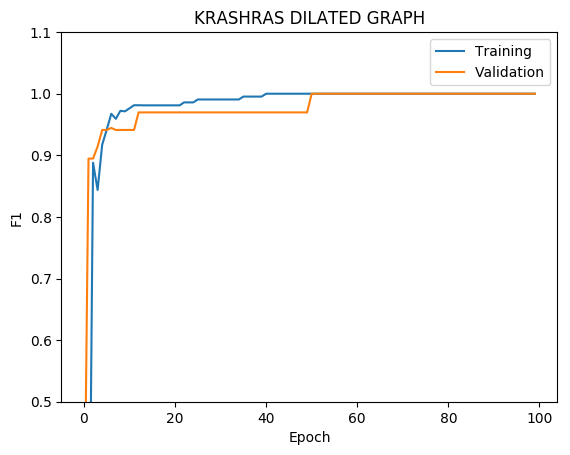 KRASHRAS DILATED GRAPH
1.1
1.0
0.9
0.8
0.7
0.6
0.5
F1
Training
Validation
0 20 40 60 80 100
Epoch